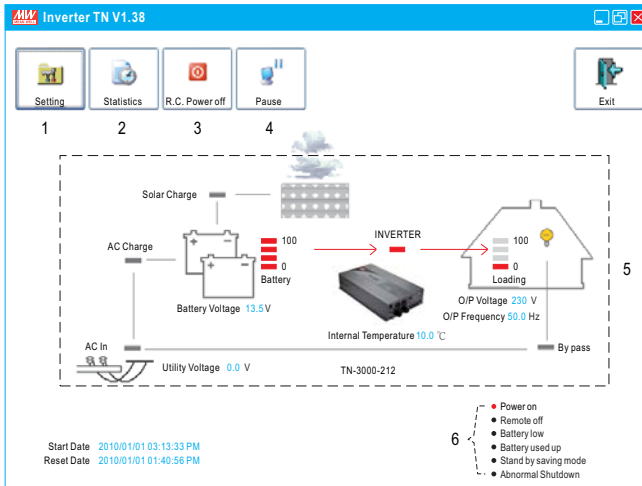 MW MEAN WELL Inverter TN V1.38
Setting Statistics R.C. Power off Pause Exit
1 2 3 4
Solar Charge
AC Charge
+ - + -
100
0
Battery
Battery Voltage 13.5V
INVERTER
100
0
Loading
O/P Voltage 230 V
O/P Frequency 50.0 Hz
5
Internal Temperature 10.0 ℃
AC In
By pass
Utility Voltage 0.0 V
TN-3000-212
6
Power on
Remote off
Battery low
Battery used up
Stand by saving mode
Abnormal Shutdown
Start Date 2010/01/01 03:13:33 PM
Reset Date 2010/01/01 01:40:56 PM